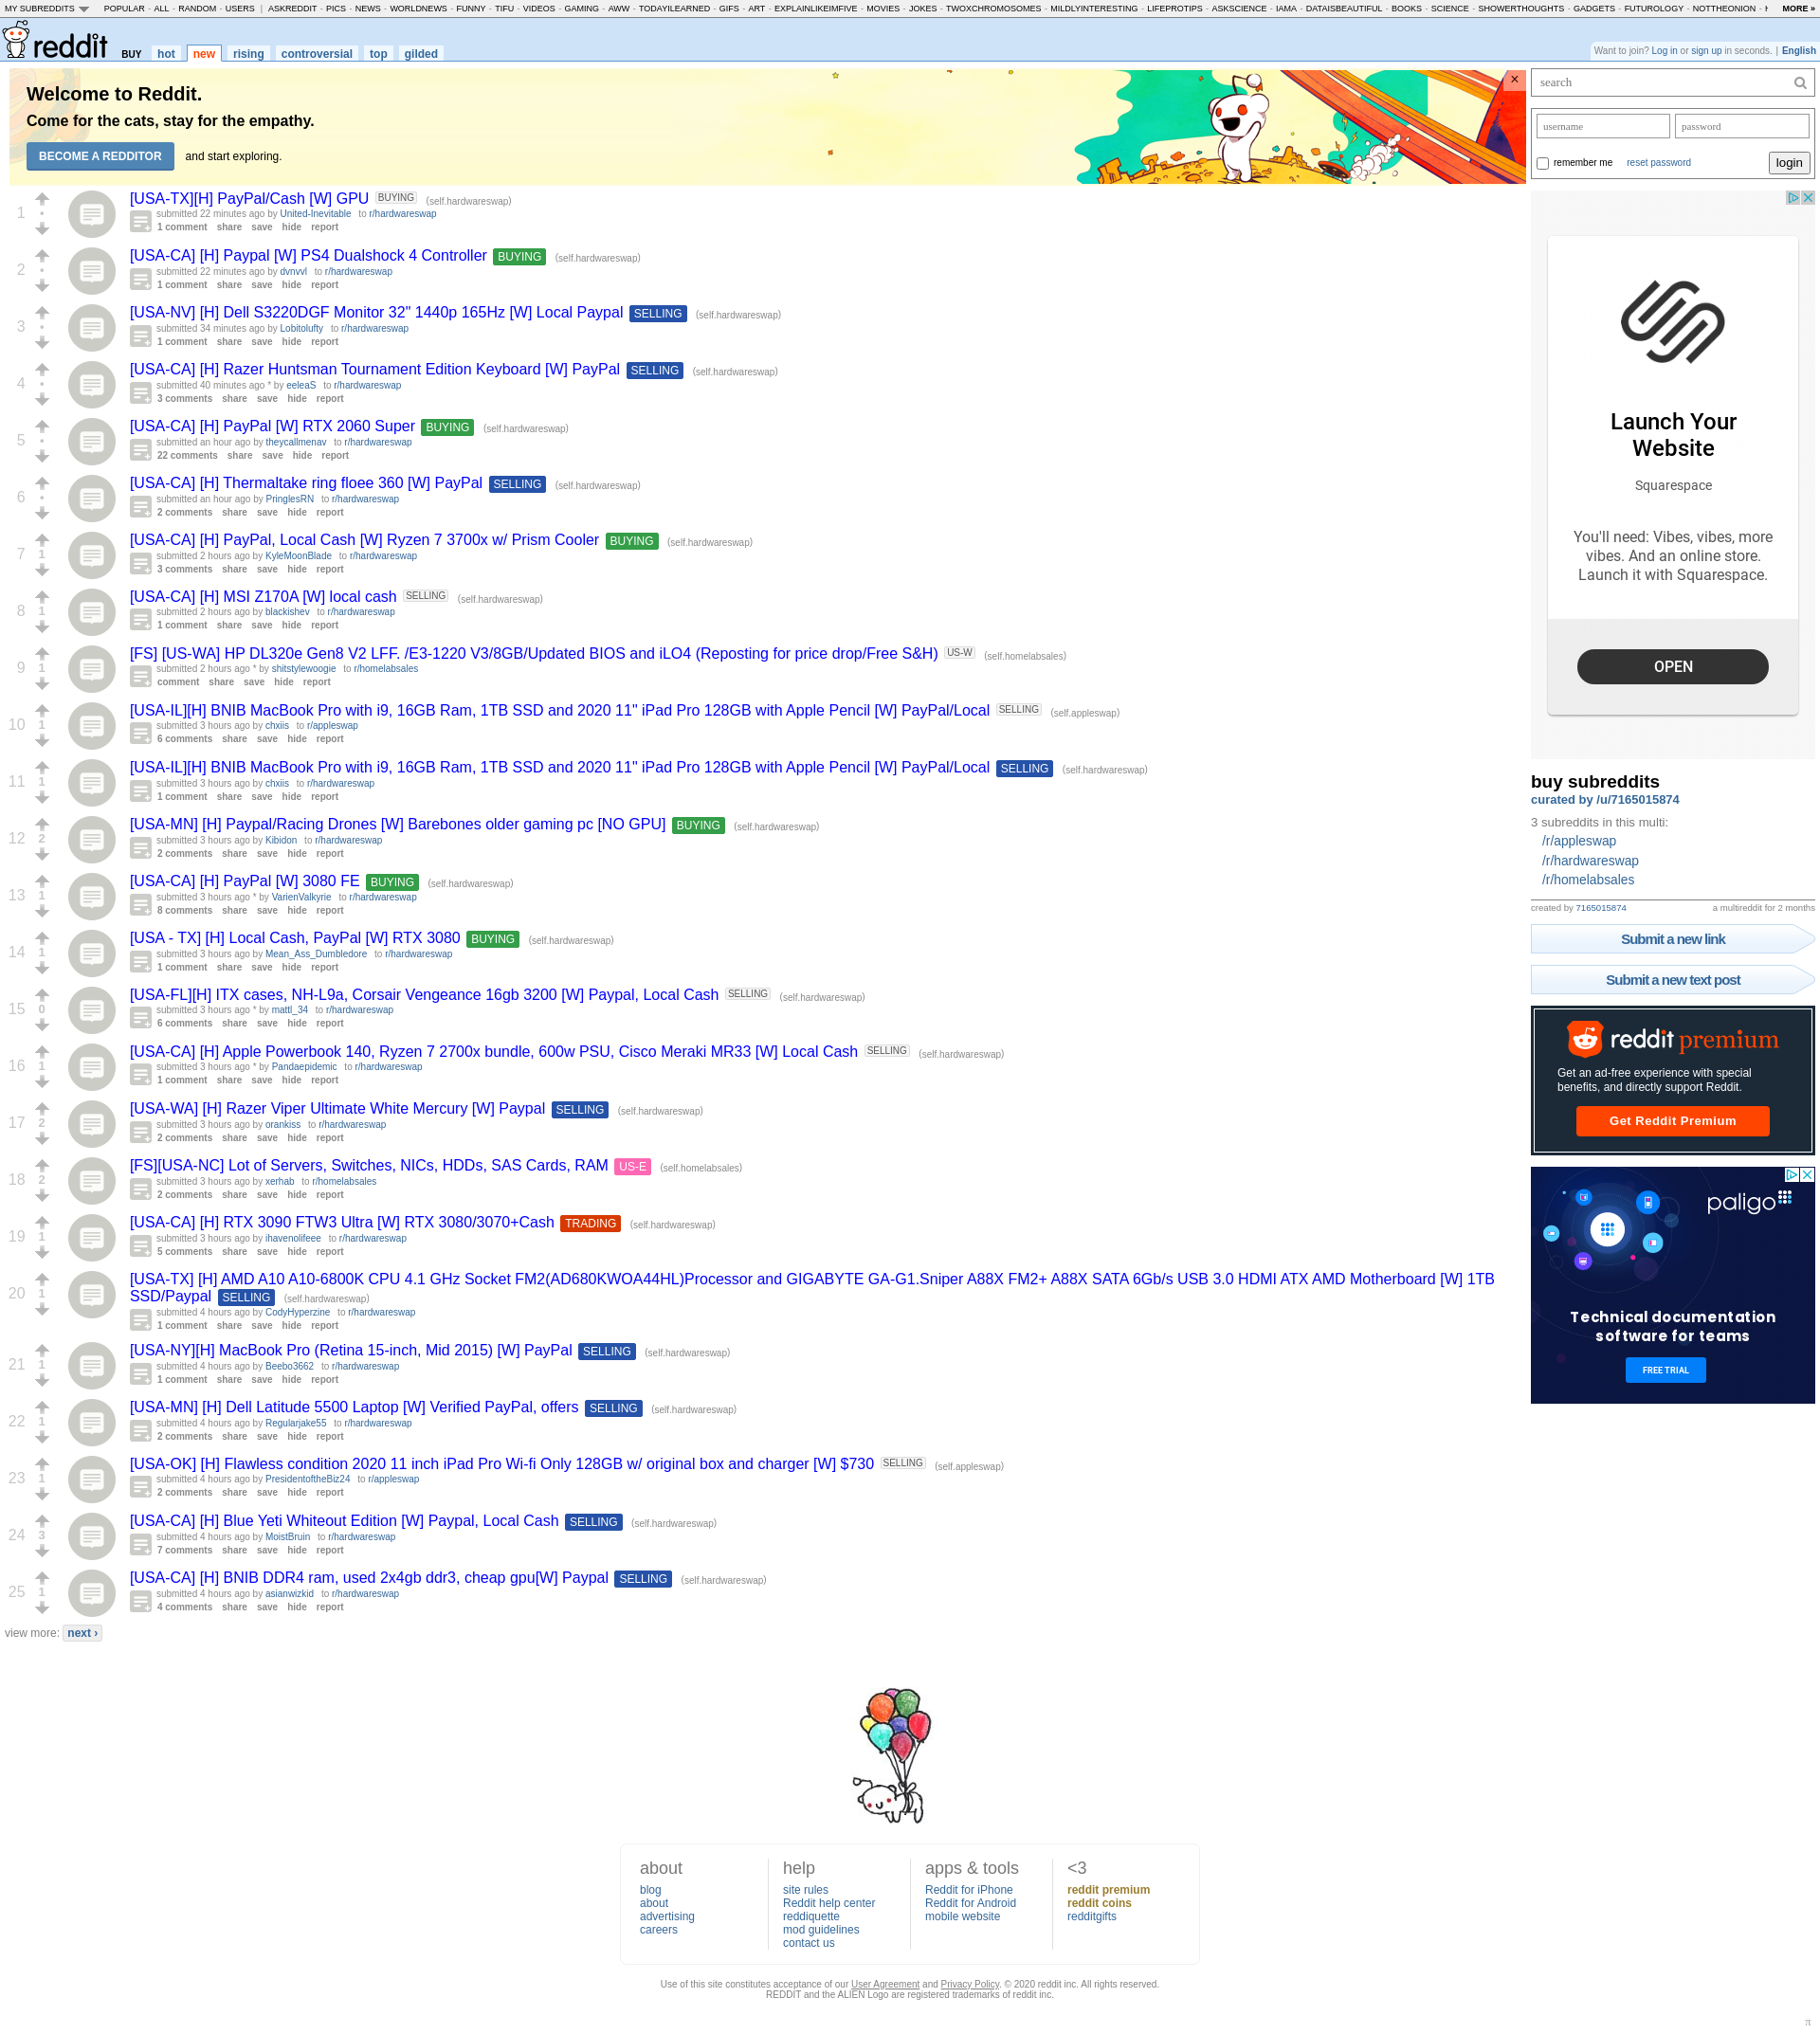 MY SUBREDDITS POPULAR - ALL - RANDOM - USERS | ASKREDDIT - PICS - NEWS - WORLDNEWS - FUNNY - TIFU - VIDEOS - GAMING - AWW - TODAYILEARNED - GIFS - ART - EXPLAINLIKEIMFIVE - MOVIES - JOKES - TWOXCHROMOSOMES - MILDLYINTERESTING - LIFEPROTIPS - ASKSCIENCE - IAMA - DATAISBEAUTIFUL - BOOKS - SCIENCE - SHOWERTHOUGHTS - GADGETS - FUTUROLOGY - NOTTHEONION - MORE »
reddit BUY hot new rising controversial top gilded
Want to join? Log in or sign up in seconds. | English
Welcome to Reddit.
Come for the cats, stay for the empathy.
BECOME A REDDITOR and start exploring.
×
1
[USA-TX][H] PayPal/Cash [W] GPU BUYING (self.hardwareswap)
submitted 22 minutes ago by United-Inevitable to r/hardwareswap
1 comment share save hide report
2
[USA-CA] [H] Paypal [W] PS4 Dualshock 4 Controller BUYING (self.hardwareswap)
submitted 22 minutes ago by dvnvvl to r/hardwareswap
1 comment share save hide report
3
[USA-NV] [H] Dell S3220DGF Monitor 32" 1440p 165Hz [W] Local Paypal SELLING (self.hardwareswap)
submitted 34 minutes ago by Lobitolufty to r/hardwareswap
1 comment share save hide report
4
[USA-CA] [H] Razer Huntsman Tournament Edition Keyboard [W] PayPal SELLING (self.hardwareswap)
submitted 40 minutes ago * by eeleaS to r/hardwareswap
3 comments share save hide report
5
[USA-CA] [H] PayPal [W] RTX 2060 Super BUYING (self.hardwareswap)
submitted an hour ago by theycallmenav to r/hardwareswap
22 comments share save hide report
6
[USA-CA] [H] Thermaltake ring floee 360 [W] PayPal SELLING (self.hardwareswap)
submitted an hour ago by PringlesRN to r/hardwareswap
2 comments share save hide report
7 1
[USA-CA] [H] PayPal, Local Cash [W] Ryzen 7 3700x w/ Prism Cooler BUYING (self.hardwareswap)
submitted 2 hours ago by KyleMoonBlade to r/hardwareswap
3 comments share save hide report
8 1
[USA-CA] [H] MSI Z170A [W] local cash SELLING (self.hardwareswap)
submitted 2 hours ago by blackishev to r/hardwareswap
1 comment share save hide report
9 1
[FS] [US-WA] HP DL320e Gen8 V2 LFF. /E3-1220 V3/8GB/Updated BIOS and iLO4 (Reposting for price drop/Free S&H) US-W (self.homelabsales)
submitted 2 hours ago * by shitstylewoogie to r/homelabsales
comment share save hide report
10 1
[USA-IL][H] BNIB MacBook Pro with i9, 16GB Ram, 1TB SSD and 2020 11" iPad Pro 128GB with Apple Pencil [W] PayPal/Local SELLING (self.appleswap)
submitted 3 hours ago by chxiis to r/appleswap
6 comments share save hide report
11 1
[USA-IL][H] BNIB MacBook Pro with i9, 16GB Ram, 1TB SSD and 2020 11" iPad Pro 128GB with Apple Pencil [W] PayPal/Local SELLING (self.hardwareswap)
submitted 3 hours ago by chxiis to r/hardwareswap
1 comment share save hide report
12 2
[USA-MN] [H] Paypal/Racing Drones [W] Barebones older gaming pc [NO GPU] BUYING (self.hardwareswap)
submitted 3 hours ago by Kibidon to r/hardwareswap
2 comments share save hide report
13 1
[USA-CA] [H] PayPal [W] 3080 FE BUYING (self.hardwareswap)
submitted 3 hours ago * by VarienValkyrie to r/hardwareswap
8 comments share save hide report
14 1
[USA - TX] [H] Local Cash, PayPal [W] RTX 3080 BUYING (self.hardwareswap)
submitted 3 hours ago by Mean_Ass_Dumbledore to r/hardwareswap
1 comment share save hide report
15 0
[USA-FL][H] ITX cases, NH-L9a, Corsair Vengeance 16gb 3200 [W] Paypal, Local Cash SELLING (self.hardwareswap)
submitted 3 hours ago * by mattl_34 to r/hardwareswap
6 comments share save hide report
16 1
[USA-CA] [H] Apple Powerbook 140, Ryzen 7 2700x bundle, 600w PSU, Cisco Meraki MR33 [W] Local Cash SELLING (self.hardwareswap)
submitted 3 hours ago * by Pandaepidemic to r/hardwareswap
1 comment share save hide report
17 2
[USA-WA] [H] Razer Viper Ultimate White Mercury [W] Paypal SELLING (self.hardwareswap)
submitted 3 hours ago by orankiss to r/hardwareswap
2 comments share save hide report
18 2
[FS][USA-NC] Lot of Servers, Switches, NICs, HDDs, SAS Cards, RAM US-E (self.homelabsales)
submitted 3 hours ago by xerhab to r/homelabsales
2 comments share save hide report
19 1
[USA-CA] [H] RTX 3090 FTW3 Ultra [W] RTX 3080/3070+Cash TRADING (self.hardwareswap)
submitted 3 hours ago by ihavenolifeee to r/hardwareswap
5 comments share save hide report
20 1
[USA-TX] [H] AMD A10 A10-6800K CPU 4.1 GHz Socket FM2(AD680KWOA44HL)Processor and GIGABYTE GA-G1.Sniper A88X FM2+ A88X SATA 6Gb/s USB 3.0 HDMI ATX AMD Motherboard [W] 1TB
SSD/Paypal SELLING (self.hardwareswap)
submitted 4 hours ago by CodyHyperzine to r/hardwareswap
1 comment share save hide report
21 1
[USA-NY][H] MacBook Pro (Retina 15-inch, Mid 2015) [W] PayPal SELLING (self.hardwareswap)
submitted 4 hours ago by Beebo3662 to r/hardwareswap
1 comment share save hide report
22 1
[USA-MN] [H] Dell Latitude 5500 Laptop [W] Verified PayPal, offers SELLING (self.hardwareswap)
submitted 4 hours ago by Regularjake55 to r/hardwareswap
2 comments share save hide report
23 1
[USA-OK] [H] Flawless condition 2020 11 inch iPad Pro Wi-fi Only 128GB w/ original box and charger [W] $730 SELLING (self.appleswap)
submitted 4 hours ago by PresidentoftheBiz24 to r/appleswap
2 comments share save hide report
24 3
[USA-CA] [H] Blue Yeti Whiteout Edition [W] Paypal, Local Cash SELLING (self.hardwareswap)
submitted 4 hours ago by MoistBruin to r/hardwareswap
7 comments share save hide report
25 1
[USA-CA] [H] BNIB DDR4 ram, used 2x4gb ddr3, cheap gpu[W] Paypal SELLING (self.hardwareswap)
submitted 4 hours ago by asianwizkid to r/hardwareswap
4 comments share save hide report
view more: next ›
search
username password
remember me reset password login
Launch Your
Website
Squarespace
You'll need: Vibes, vibes, more
vibes. And an online store.
Launch it with Squarespace.
OPEN
buy subreddits
curated by /u/7165015874
3 subreddits in this multi:
/r/appleswap
/r/hardwareswap
/r/homelabsales
created by 7165015874 a multireddit for 2 months
Submit a new link
Submit a new text post
reddit premium
Get an ad-free experience with special
benefits, and directly support Reddit.
Get Reddit Premium
paligo
Technical documentation
software for teams
FREE TRIAL
about
blog
about
advertising
careers
help
site rules
Reddit help center
reddiquette
mod guidelines
contact us
apps & tools
Reddit for iPhone
Reddit for Android
mobile website
<3
reddit premium
reddit coins
redditgifts
Use of this site constitutes acceptance of our User Agreement and Privacy Policy. © 2020 reddit inc. All rights reserved.
REDDIT and the ALIEN Logo are registered trademarks of reddit inc.
π